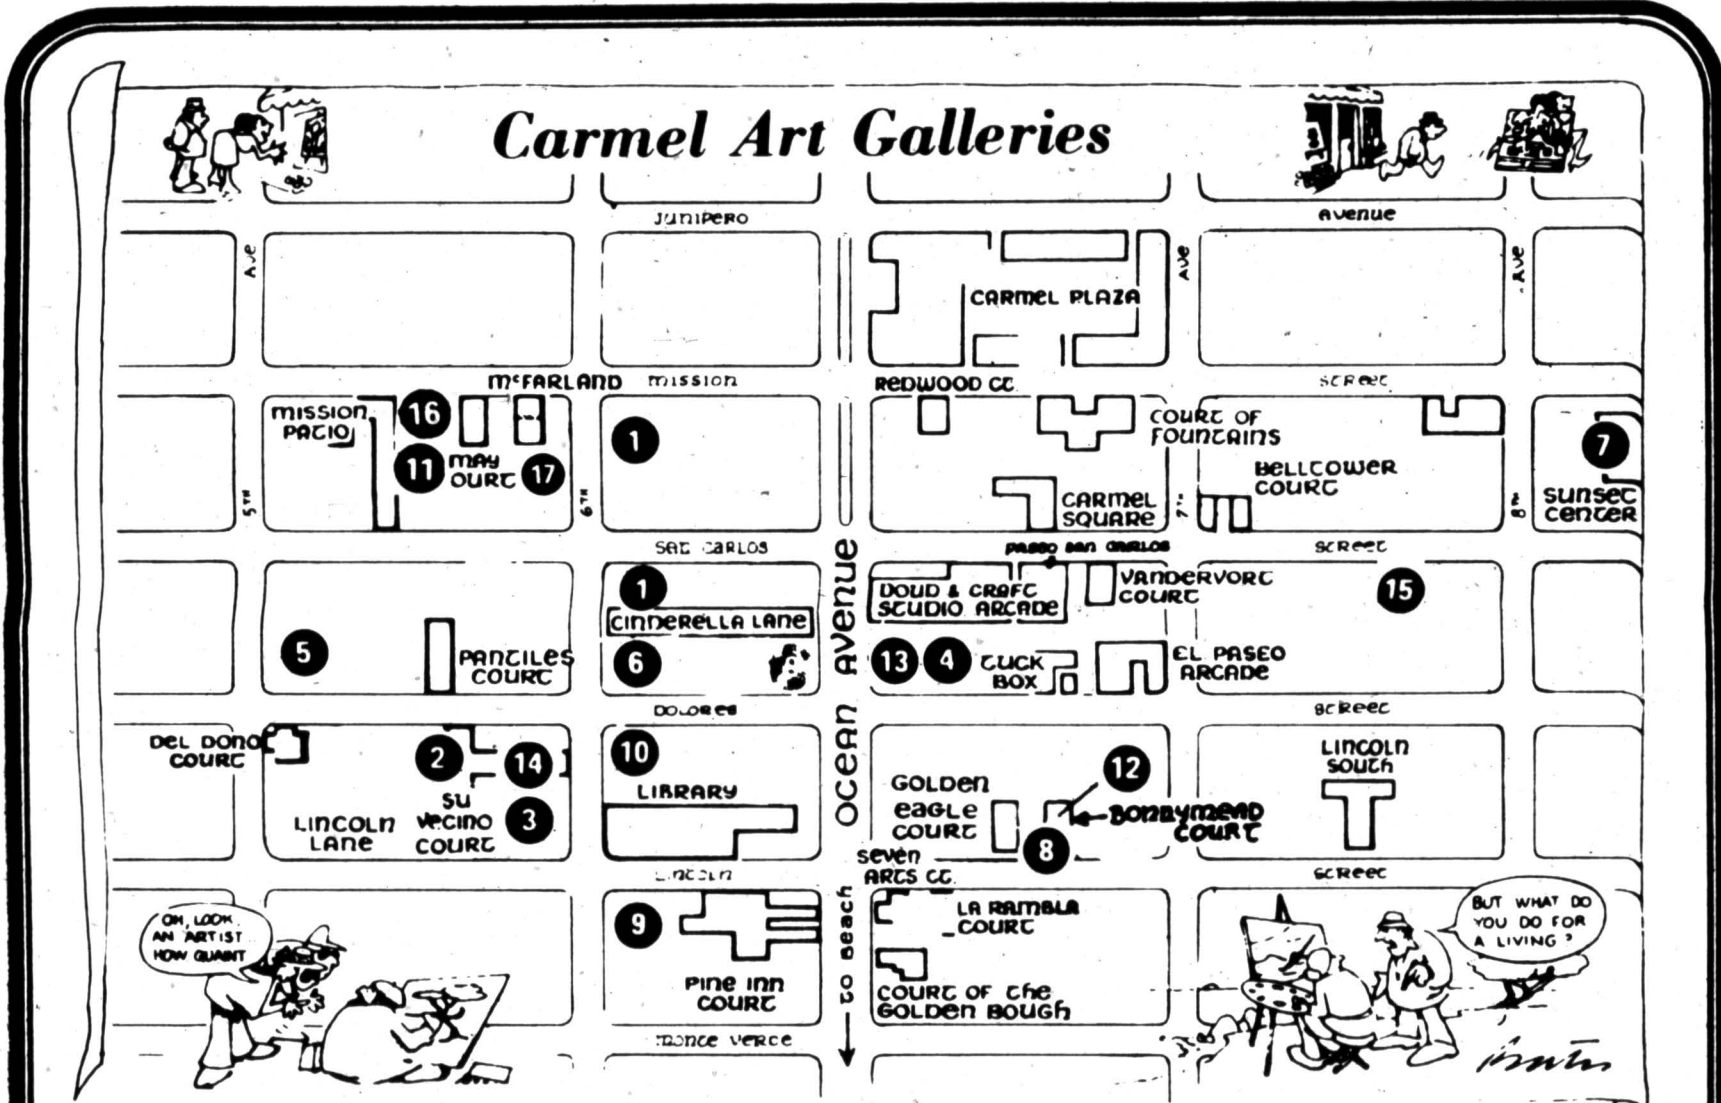 Carmel Art Galleries
JUNIPERO
AVENUE
AVE
AVE
AVE
CARMEL PLAZA
McFARLAND
MISSION
REDWOOD CT.
STREET
MISSION
PATIO
16
11
MAY
OURT
17
1
COURT OF
FOUNTAINS
BELLTOWER
COURT
7
SUNSET
CENTER
CARMEL
SQUARE
5TH
6TH
7TH
8TH
SAN CARLOS
PASEO SAN CARLOS
STREET
1
CINDERELLA LANE
DOUD & CRAFT
STUDIO ARCADE
VANDERVORT
COURT
15
5
PANTILES
COURT
6
OCEAN AVENUE
13
4
TUCK
BOX
EL PASEO
ARCADE
DOLORES
STREET
DEL DONO
COURT
2
14
SU
VECINO
COURT
3
LINCOLN
LANE
10
LIBRARY
GOLDEN
EAGLE
COURT
12
BONNYMEAD
COURT
8
LINCOLN
SOUTH
LINCOLN
SEVEN
ARTS CT.
STREET
9
PINE INN
COURT
TO BEACH
LA RAMBLA
COURT
COURT OF THE
GOLDEN BOUGH
MONTE VERDE
OH, LOOK
AN ARTIST
HOW QUAINT
BUT WHAT DO
YOU DO FOR
A LIVING?